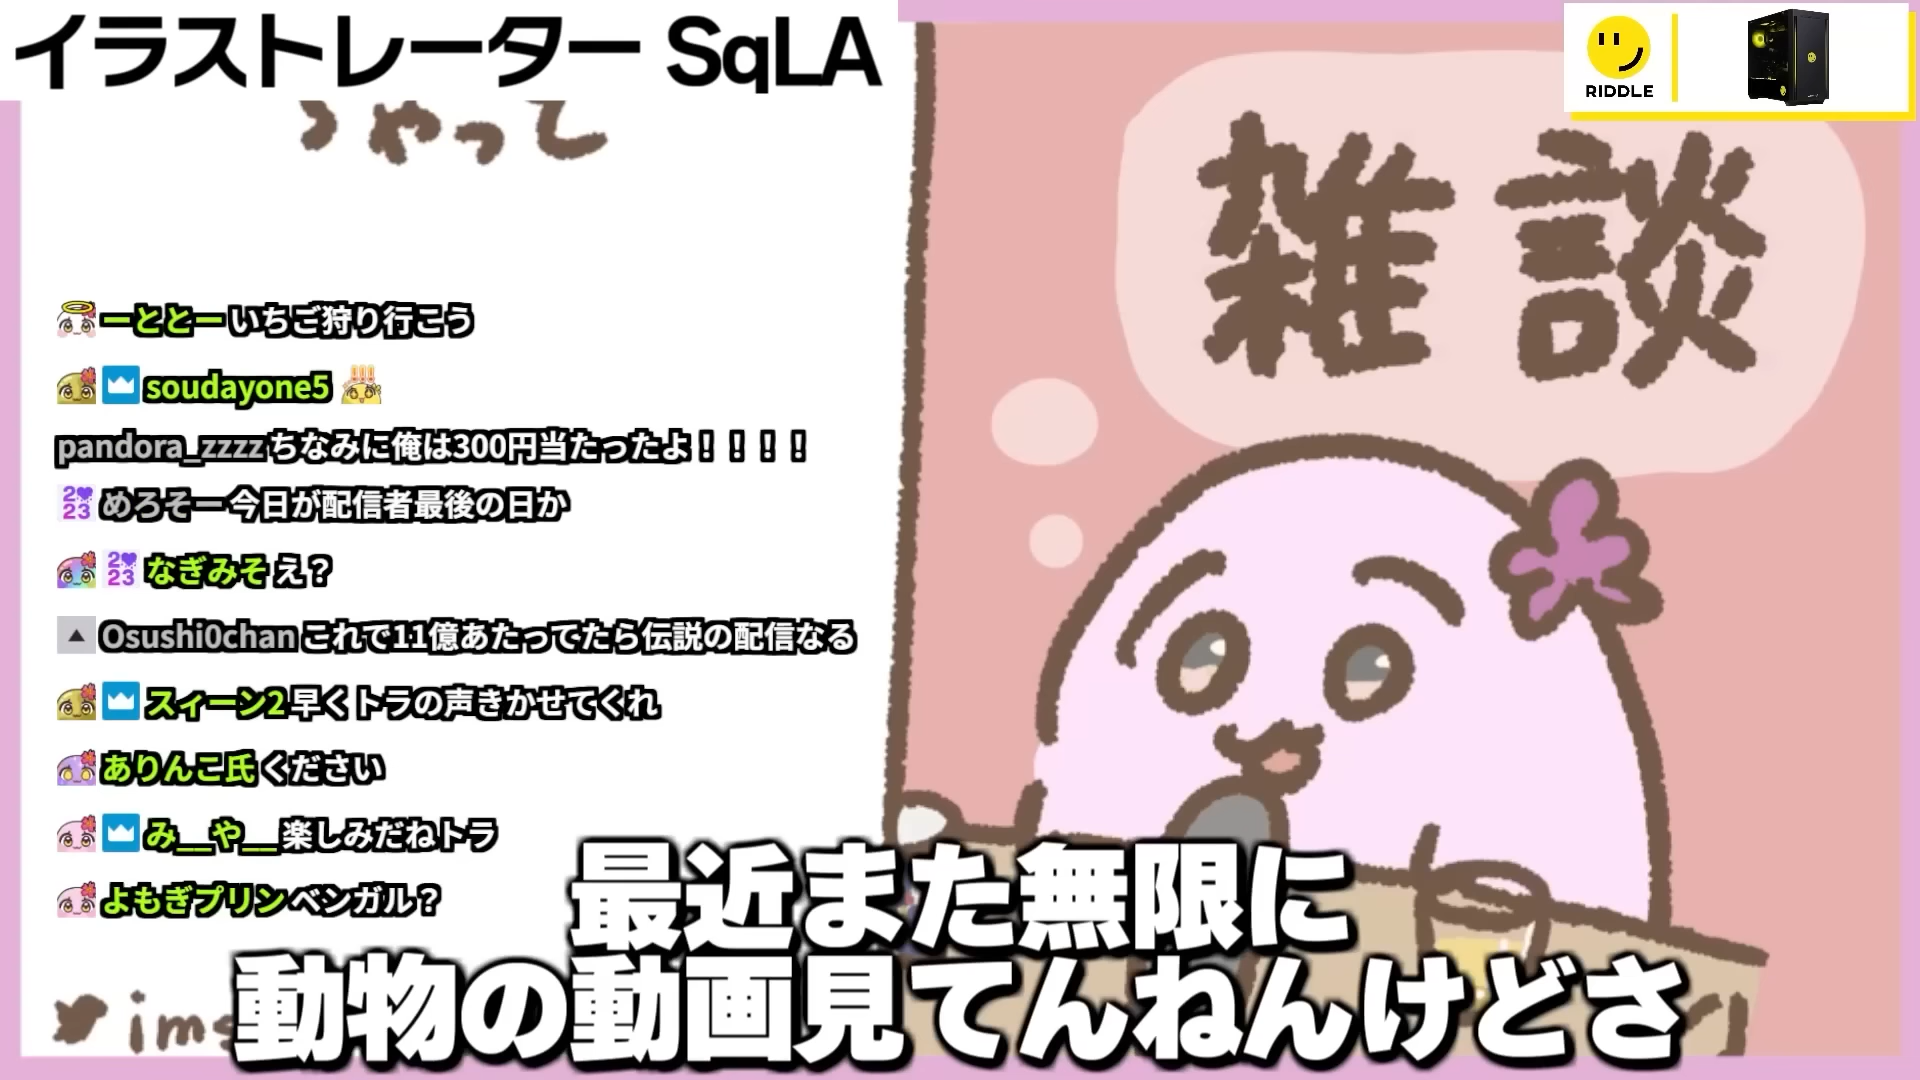 イラストレーター SqLA
RIDDLE
うやって
雑談
ーととーいちご狩り行こう
soudayone5
pandora_zzzz ちなみに俺は300円当たったよ！！！！
2023 めろそー 今日が配信者最後の日か
2023 なぎみそ え？
Osushi0chan これで11億あたってたら伝説の配信なる
スィーン2 早くトラの声きかせてくれ
ありんこ氏 ください
み__や__ 楽しみだねトラ
よもぎプリン ベンガル？
最近また無限に
動物の動画見てんねんけどさ